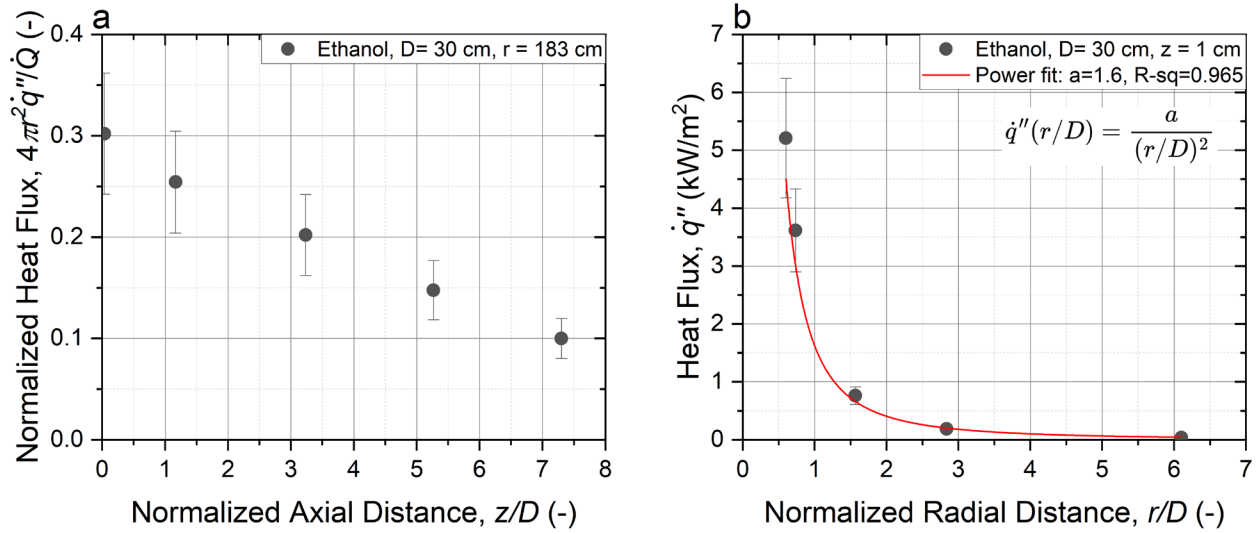 a
Normalized Heat Flux, 4πr²q̇″/Q̇ (-)
0.4
0.3
0.2
0.1
0.0
Ethanol, D= 30 cm, r = 183 cm
0 1 2 3 4 5 6 7 8
Normalized Axial Distance, z/D (-)
b
Heat Flux, q̇″ (kW/m²)
7
6
5
4
3
2
1
0
Ethanol, D= 30 cm, z = 1 cm
Power fit: a=1.6, R-sq=0.965
q̇″(r/D) = a/(r/D)²
0 1 2 3 4 5 6 7
Normalized Radial Distance, r/D (-)